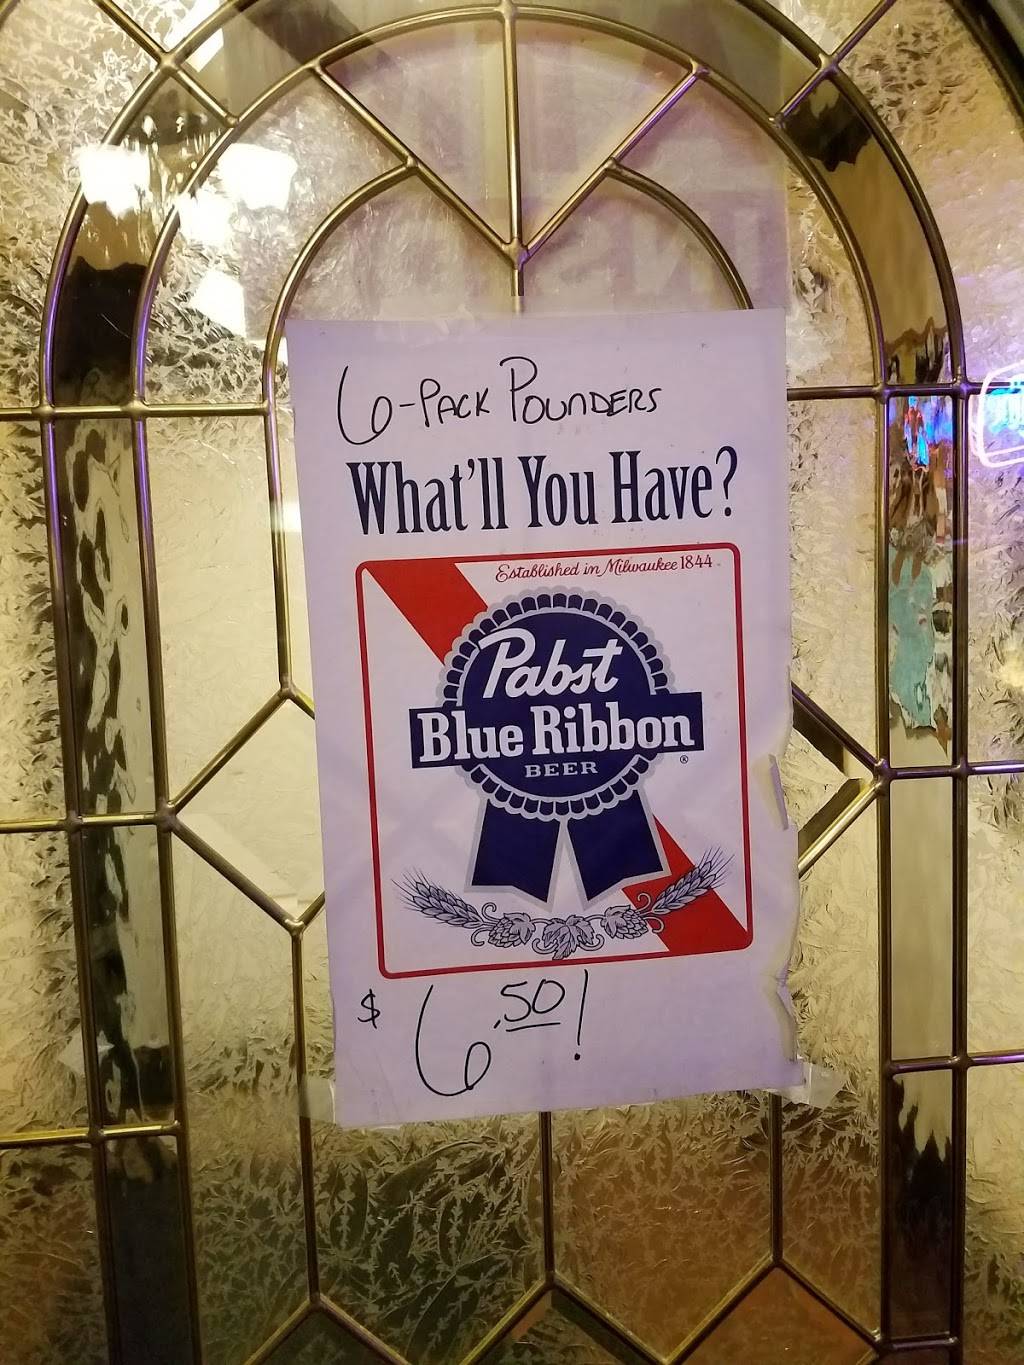 6-PACK POUNDERS
What'll You Have?
Established in Milwaukee 1844
Pabst
Blue Ribbon
BEER
®
$6.50!